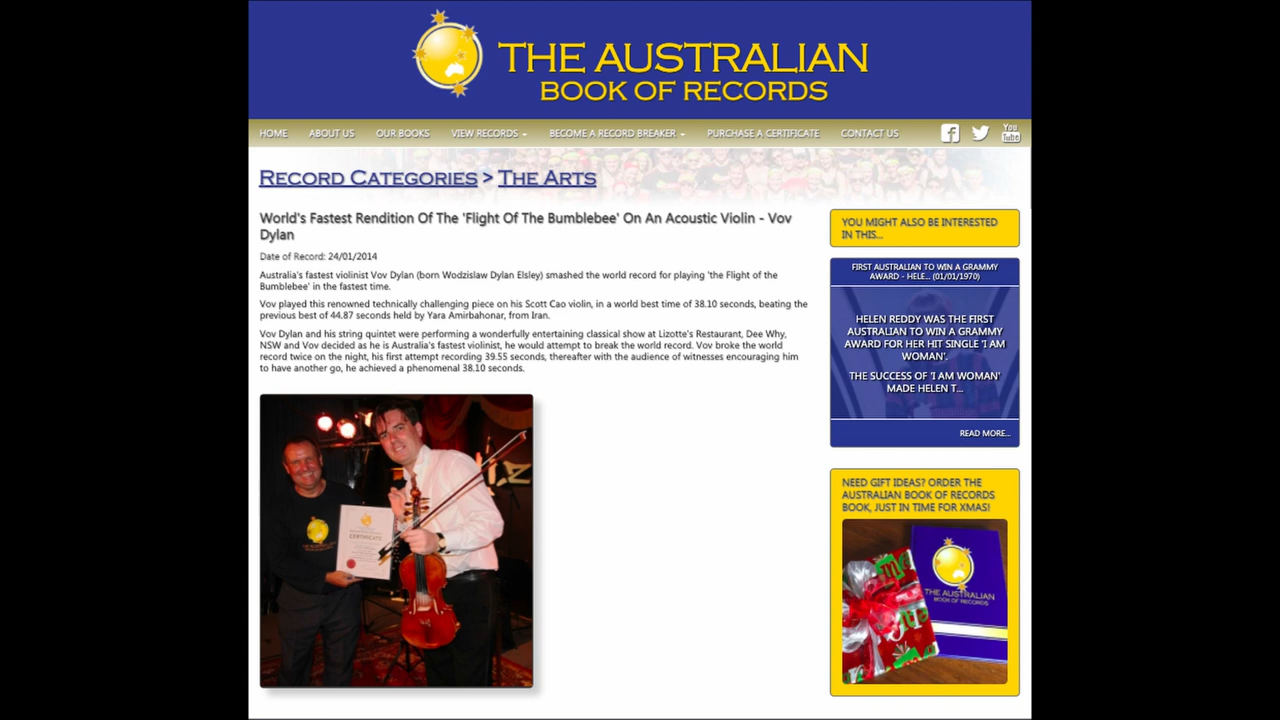 THE AUSTRALIAN
BOOK OF RECORDS
HOME ABOUT US OUR BOOKS VIEW RECORDS BECOME A RECORD BREAKER PURCHASE A CERTIFICATE CONTACT US You Tube
RECORD CATEGORIES > THE ARTS
World's Fastest Rendition Of The 'Flight Of The Bumblebee' On An Acoustic Violin - Vov
Dylan
Date of Record: 24/01/2014
Australia's fastest violinist Vov Dylan (born Wodzislaw Dylan Elsley) smashed the world record for playing 'the Flight of the
Bumblebee' in the fastest time.
Vov played this renowned technically challenging piece on his Scott Cao violin, in a world best time of 38.10 seconds, beating the
previous best of 44.87 seconds held by Yara Amirbahonar, from Iran.
Vov Dylan and his string quintet were performing a wonderfully entertaining classical show at Lizotte's Restaurant, Dee Why,
NSW and Vov decided as he is Australia's fastest violinist, he would attempt to break the world record. Vov broke the world
record twice on the night, his first attempt recording 39.55 seconds, thereafter with the audience of witnesses encouraging him
to have another go, he achieved a phenomenal 38.10 seconds.
THE AUSTRALIAN
BOOK OF RECORDS
CERTIFICATE
YOU MIGHT ALSO BE INTERESTED
IN THIS...
FIRST AUSTRALIAN TO WIN A GRAMMY
AWARD - HELE... (01/01/1970)
HELEN REDDY WAS THE FIRST
AUSTRALIAN TO WIN A GRAMMY
AWARD FOR HER HIT SINGLE 'I AM
WOMAN'.
THE SUCCESS OF 'I AM WOMAN'
MADE HELEN T...
READ MORE...
NEED GIFT IDEAS? ORDER THE
AUSTRALIAN BOOK OF RECORDS
BOOK, JUST IN TIME FOR XMAS!
THE AUSTRALIAN
BOOK OF RECORDS